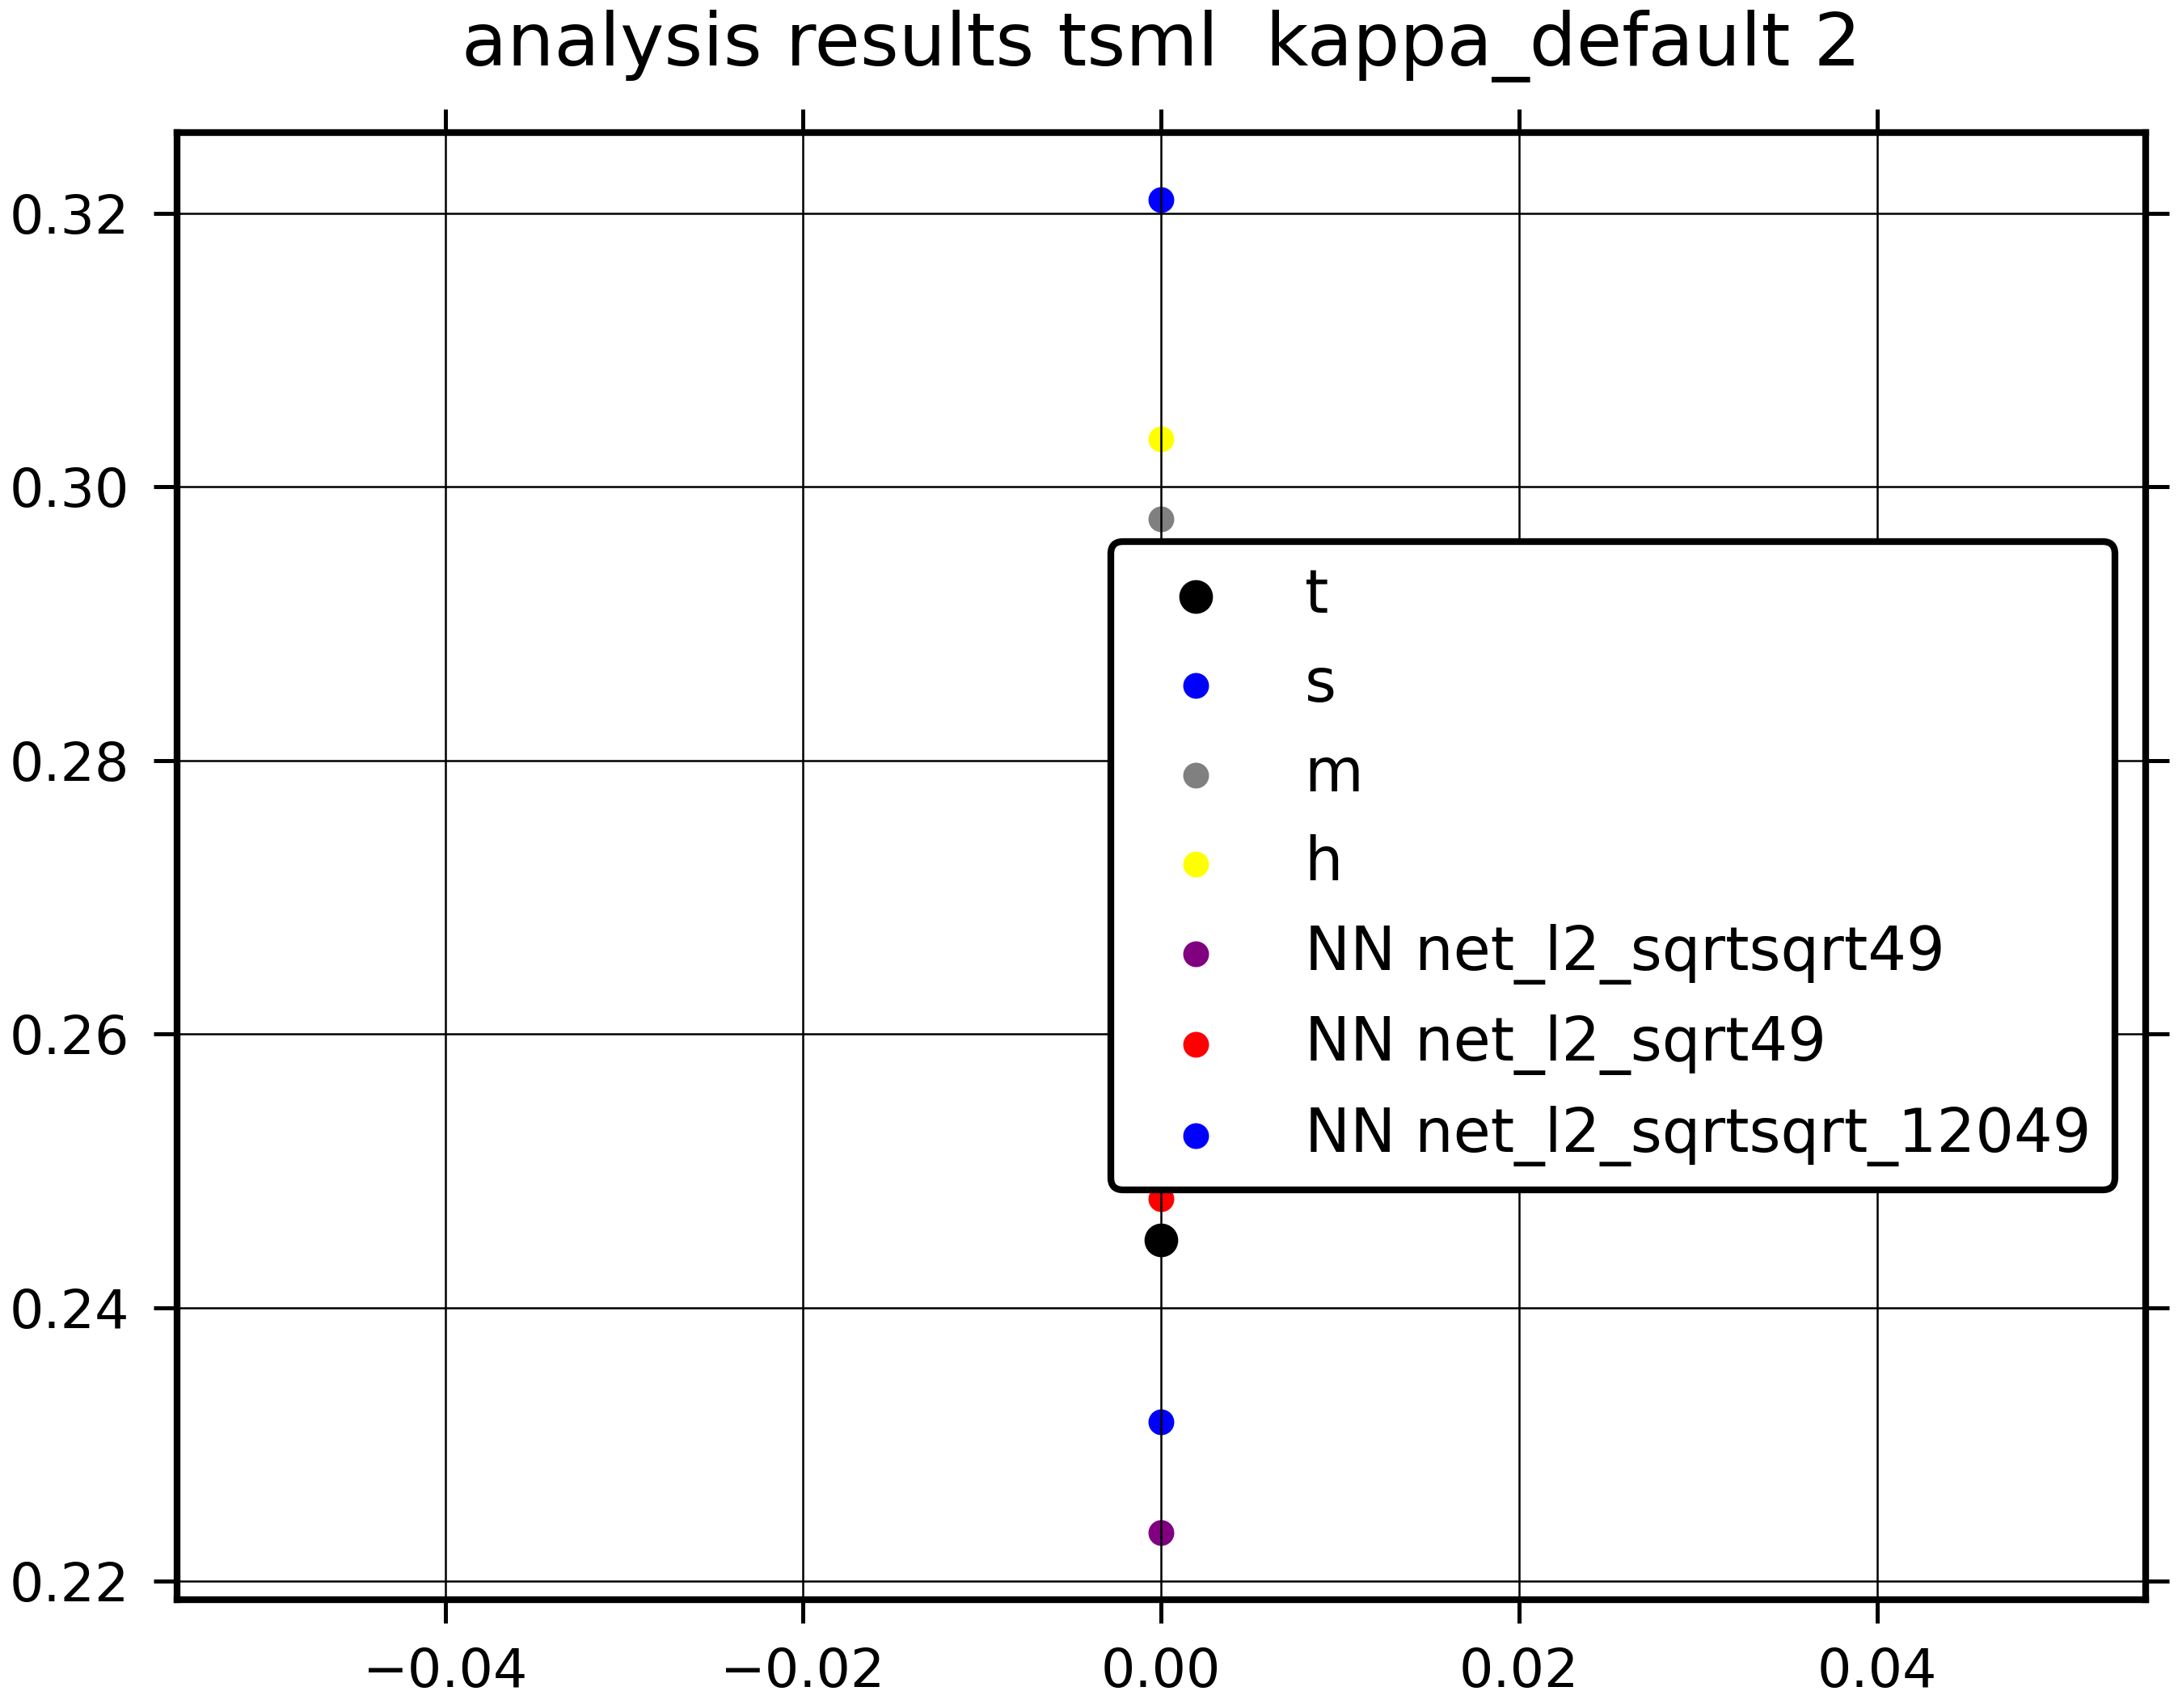 analysis results tsml  kappa_default 2
0.32
0.30
0.28
0.26
0.24
0.22
t
s
m
h
NN net_l2_sqrtsqrt49
NN net_l2_sqrt49
NN net_l2_sqrtsqrt_12049
−0.04
−0.02
0.00
0.02
0.04